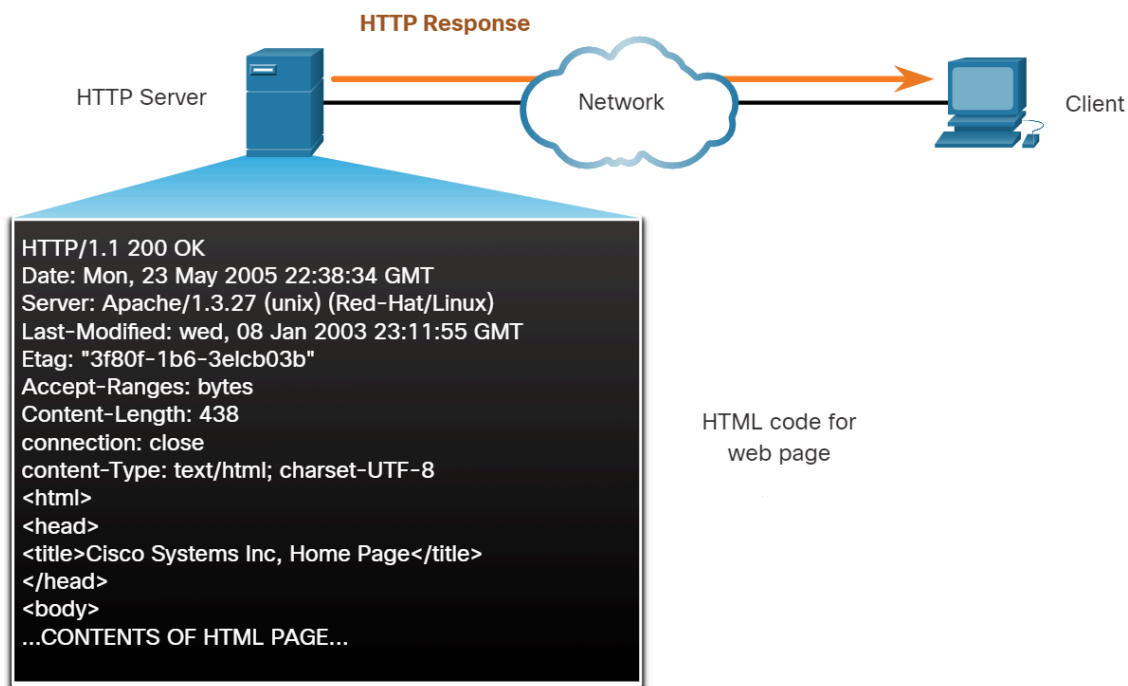 HTTP Response
HTTP Server
Network
Client
HTTP/1.1 200 OK
Date: Mon, 23 May 2005 22:38:34 GMT
Server: Apache/1.3.27 (unix) (Red-Hat/Linux)
Last-Modified: wed, 08 Jan 2003 23:11:55 GMT
Etag: "3f80f-1b6-3elcb03b"
Accept-Ranges: bytes
Content-Length: 438
connection: close
content-Type: text/html; charset-UTF-8
<html>
<head>
<title>Cisco Systems Inc, Home Page</title>
</head>
<body>
...CONTENTS OF HTML PAGE...
HTML code for
web page